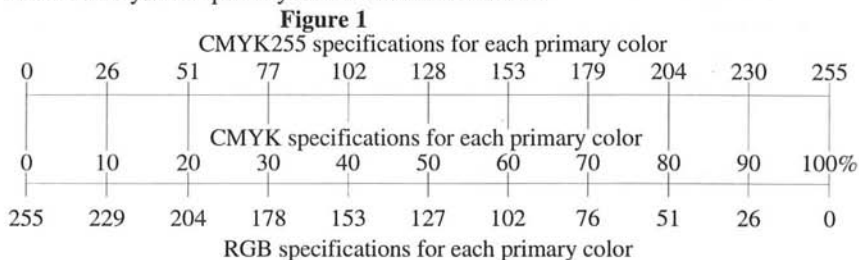 Figure 1
CMYK255 specifications for each primary color
0 26 51 77 102 128 153 179 204 230 255
CMYK specifications for each primary color
0 10 20 30 40 50 60 70 80 90 100%
255 229 204 178 153 127 102 76 51 26 0
RGB specifications for each primary color